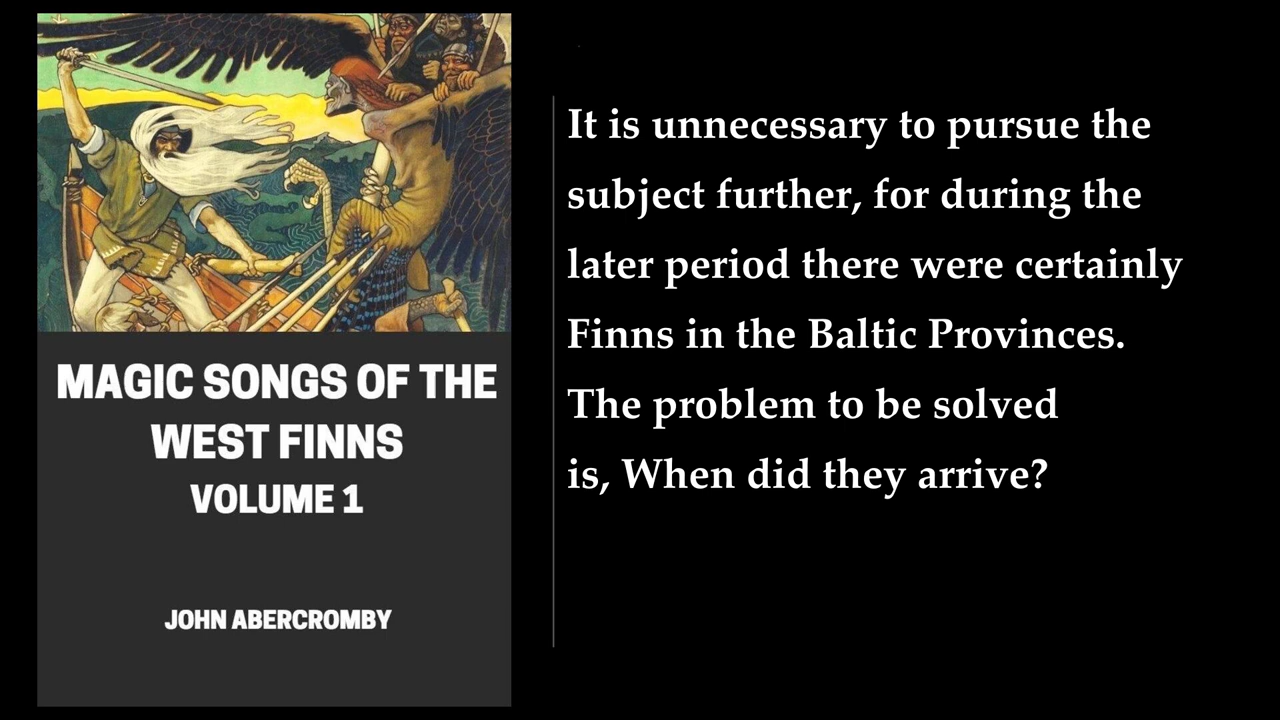 MAGIC SONGS OF THE
WEST FINNS
VOLUME 1
JOHN ABERCROMBY
It is unnecessary to pursue the
subject further, for during the
later period there were certainly
Finns in the Baltic Provinces.
The problem to be solved
is, When did they arrive?